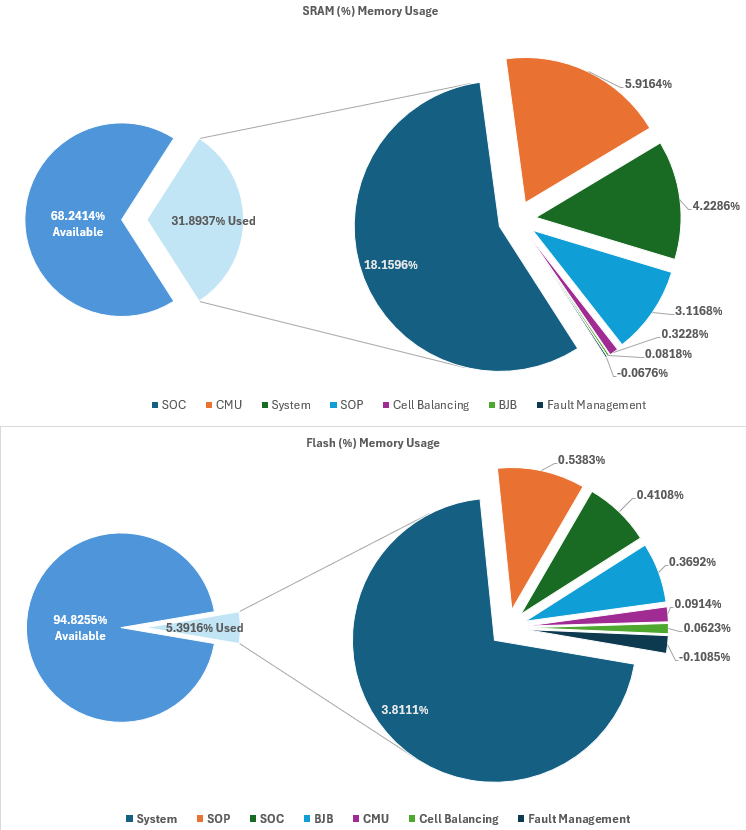 SRAM (%) Memory Usage
5.9164%
4.2286%
68.2414%
Available
31.8937% Used
18.1596%
3.1168%
0.3228%
0.0818%
-0.0676%
SOC CMU System SOP Cell Balancing BJB Fault Management
Flash (%) Memory Usage
0.5383%
0.4108%
0.3692%
0.0914%
94.8255%
Available
5.3916% Used
0.0623%
-0.1085%
3.8111%
System SOP SOC BJB CMU Cell Balancing Fault Management